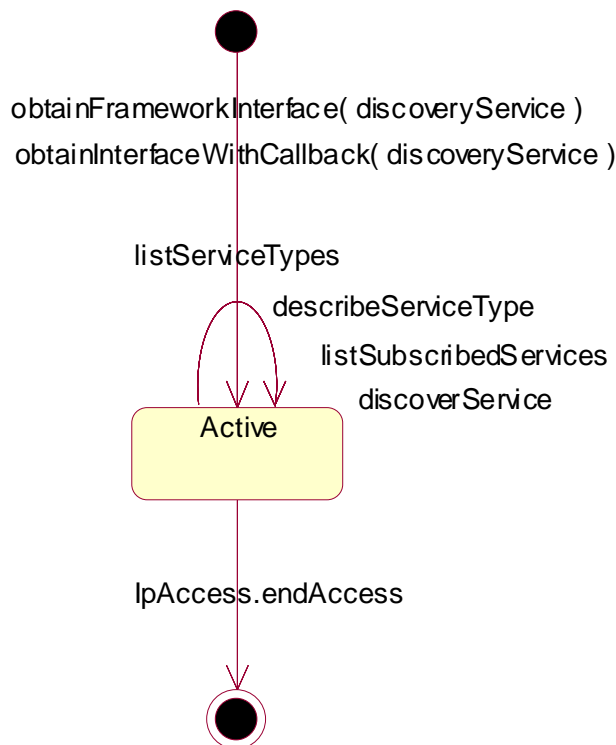 obtainFrameworkInterface( discoveryService )
obtainInterfaceWithCallback( discoveryService )
listServiceTypes
describeServiceType
listSubscribedServices
discoverService
Active
IpAccess.endAccess